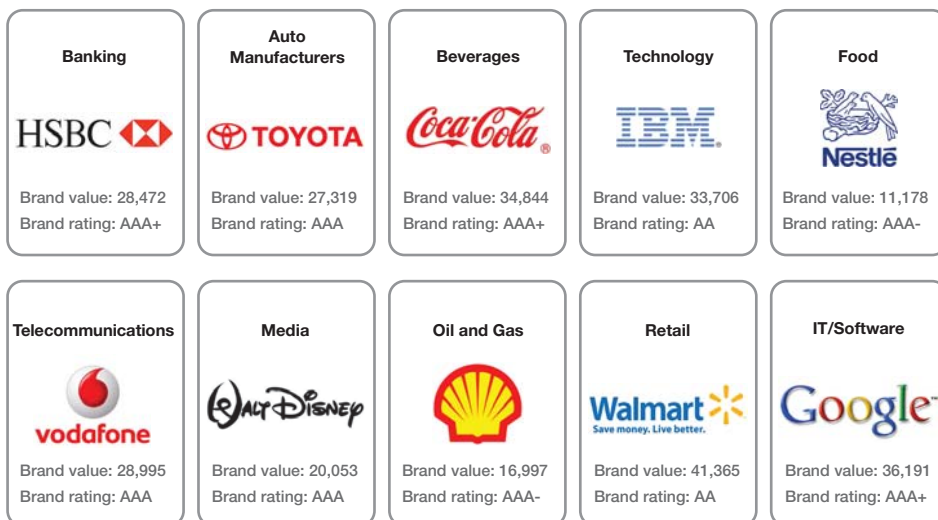 Banking
HSBC
Brand value: 28,472
Brand rating: AAA+
Auto
Manufacturers
TOYOTA
Brand value: 27,319
Brand rating: AAA
Beverages
Coca-Cola ®
Brand value: 34,844
Brand rating: AAA+
Technology
IBM ®
Brand value: 33,706
Brand rating: AA
Food
Nestlé
Brand value: 11,178
Brand rating: AAA-
Telecommunications
vodafone
Brand value: 28,995
Brand rating: AAA
Media
WALT DISNEY
Brand value: 20,053
Brand rating: AAA
Oil and Gas
Brand value: 16,997
Brand rating: AAA-
Retail
Walmart
Save money. Live better.
Brand value: 41,365
Brand rating: AA
IT/Software
Google™
Brand value: 36,191
Brand rating: AAA+